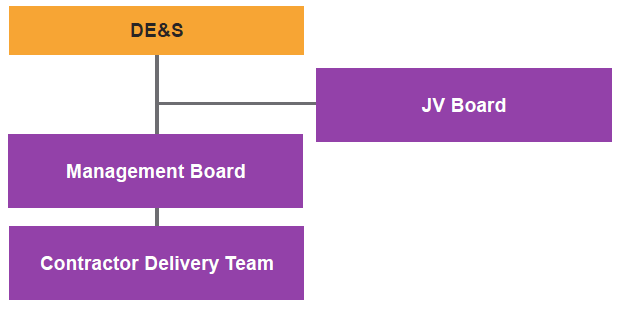 DE&S
JV Board
Management Board
Contractor Delivery Team